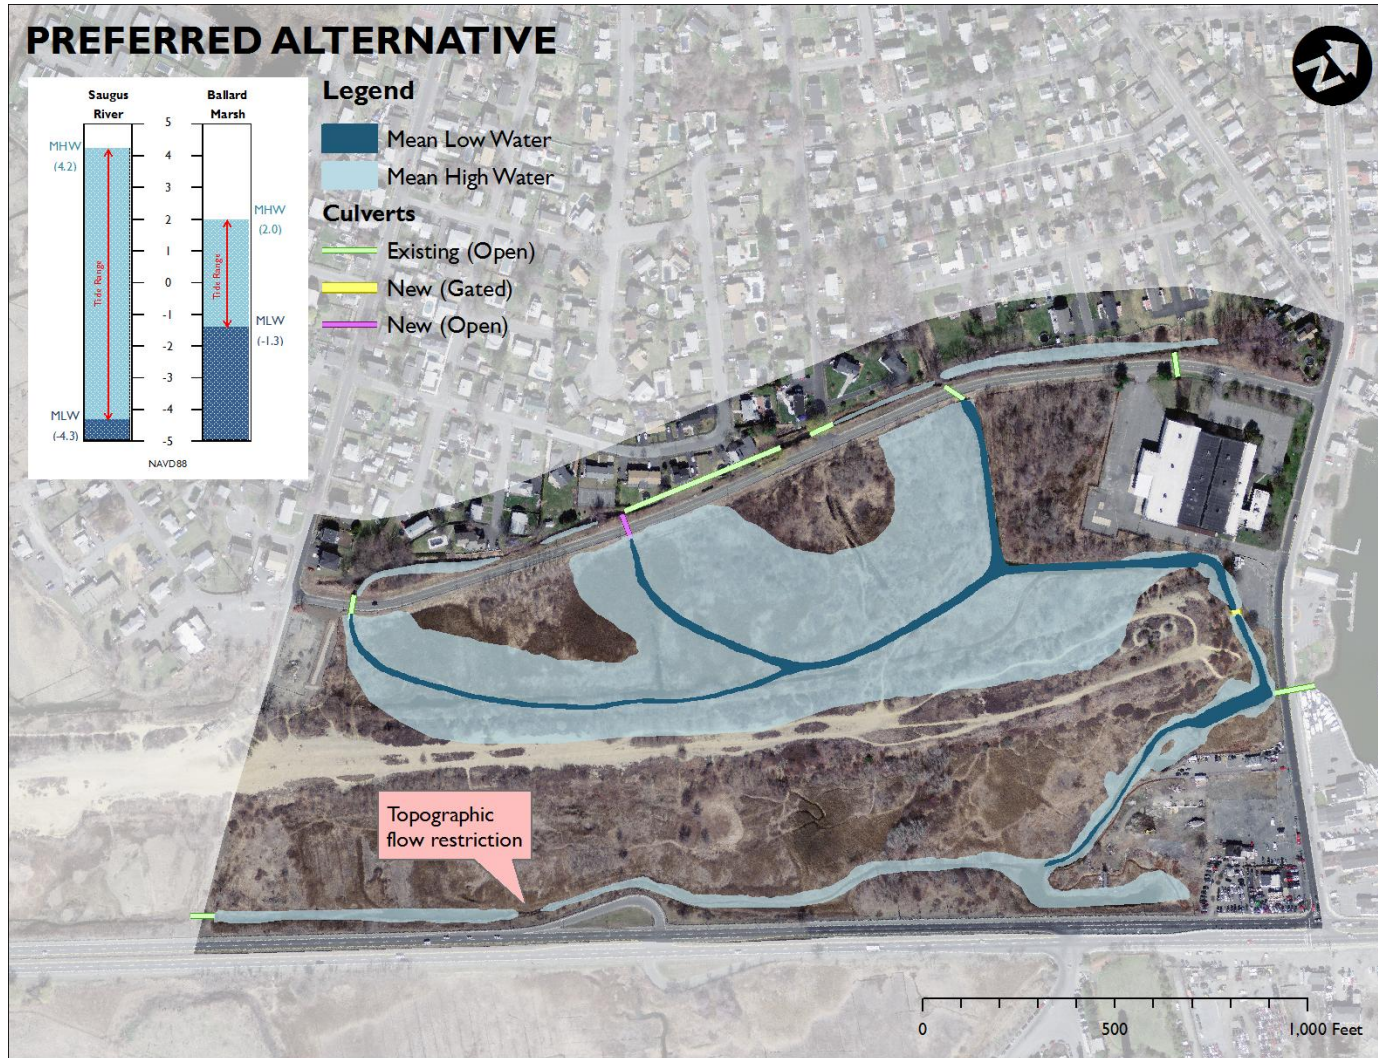 PREFERRED ALTERNATIVE
N
Saugus
River
Ballard
Marsh
5
4
3
2
1
0
-1
-2
-3
-4
-5
MHW
(4.2)
MLW
(-4.3)
MHW
(2.0)
MLW
(-1.3)
Tide Range
Tide Range
NAVD88
Legend
Mean Low Water
Mean High Water
Culverts
Existing (Open)
New (Gated)
New (Open)
Topographic
flow restriction
0
500
1,000 Feet